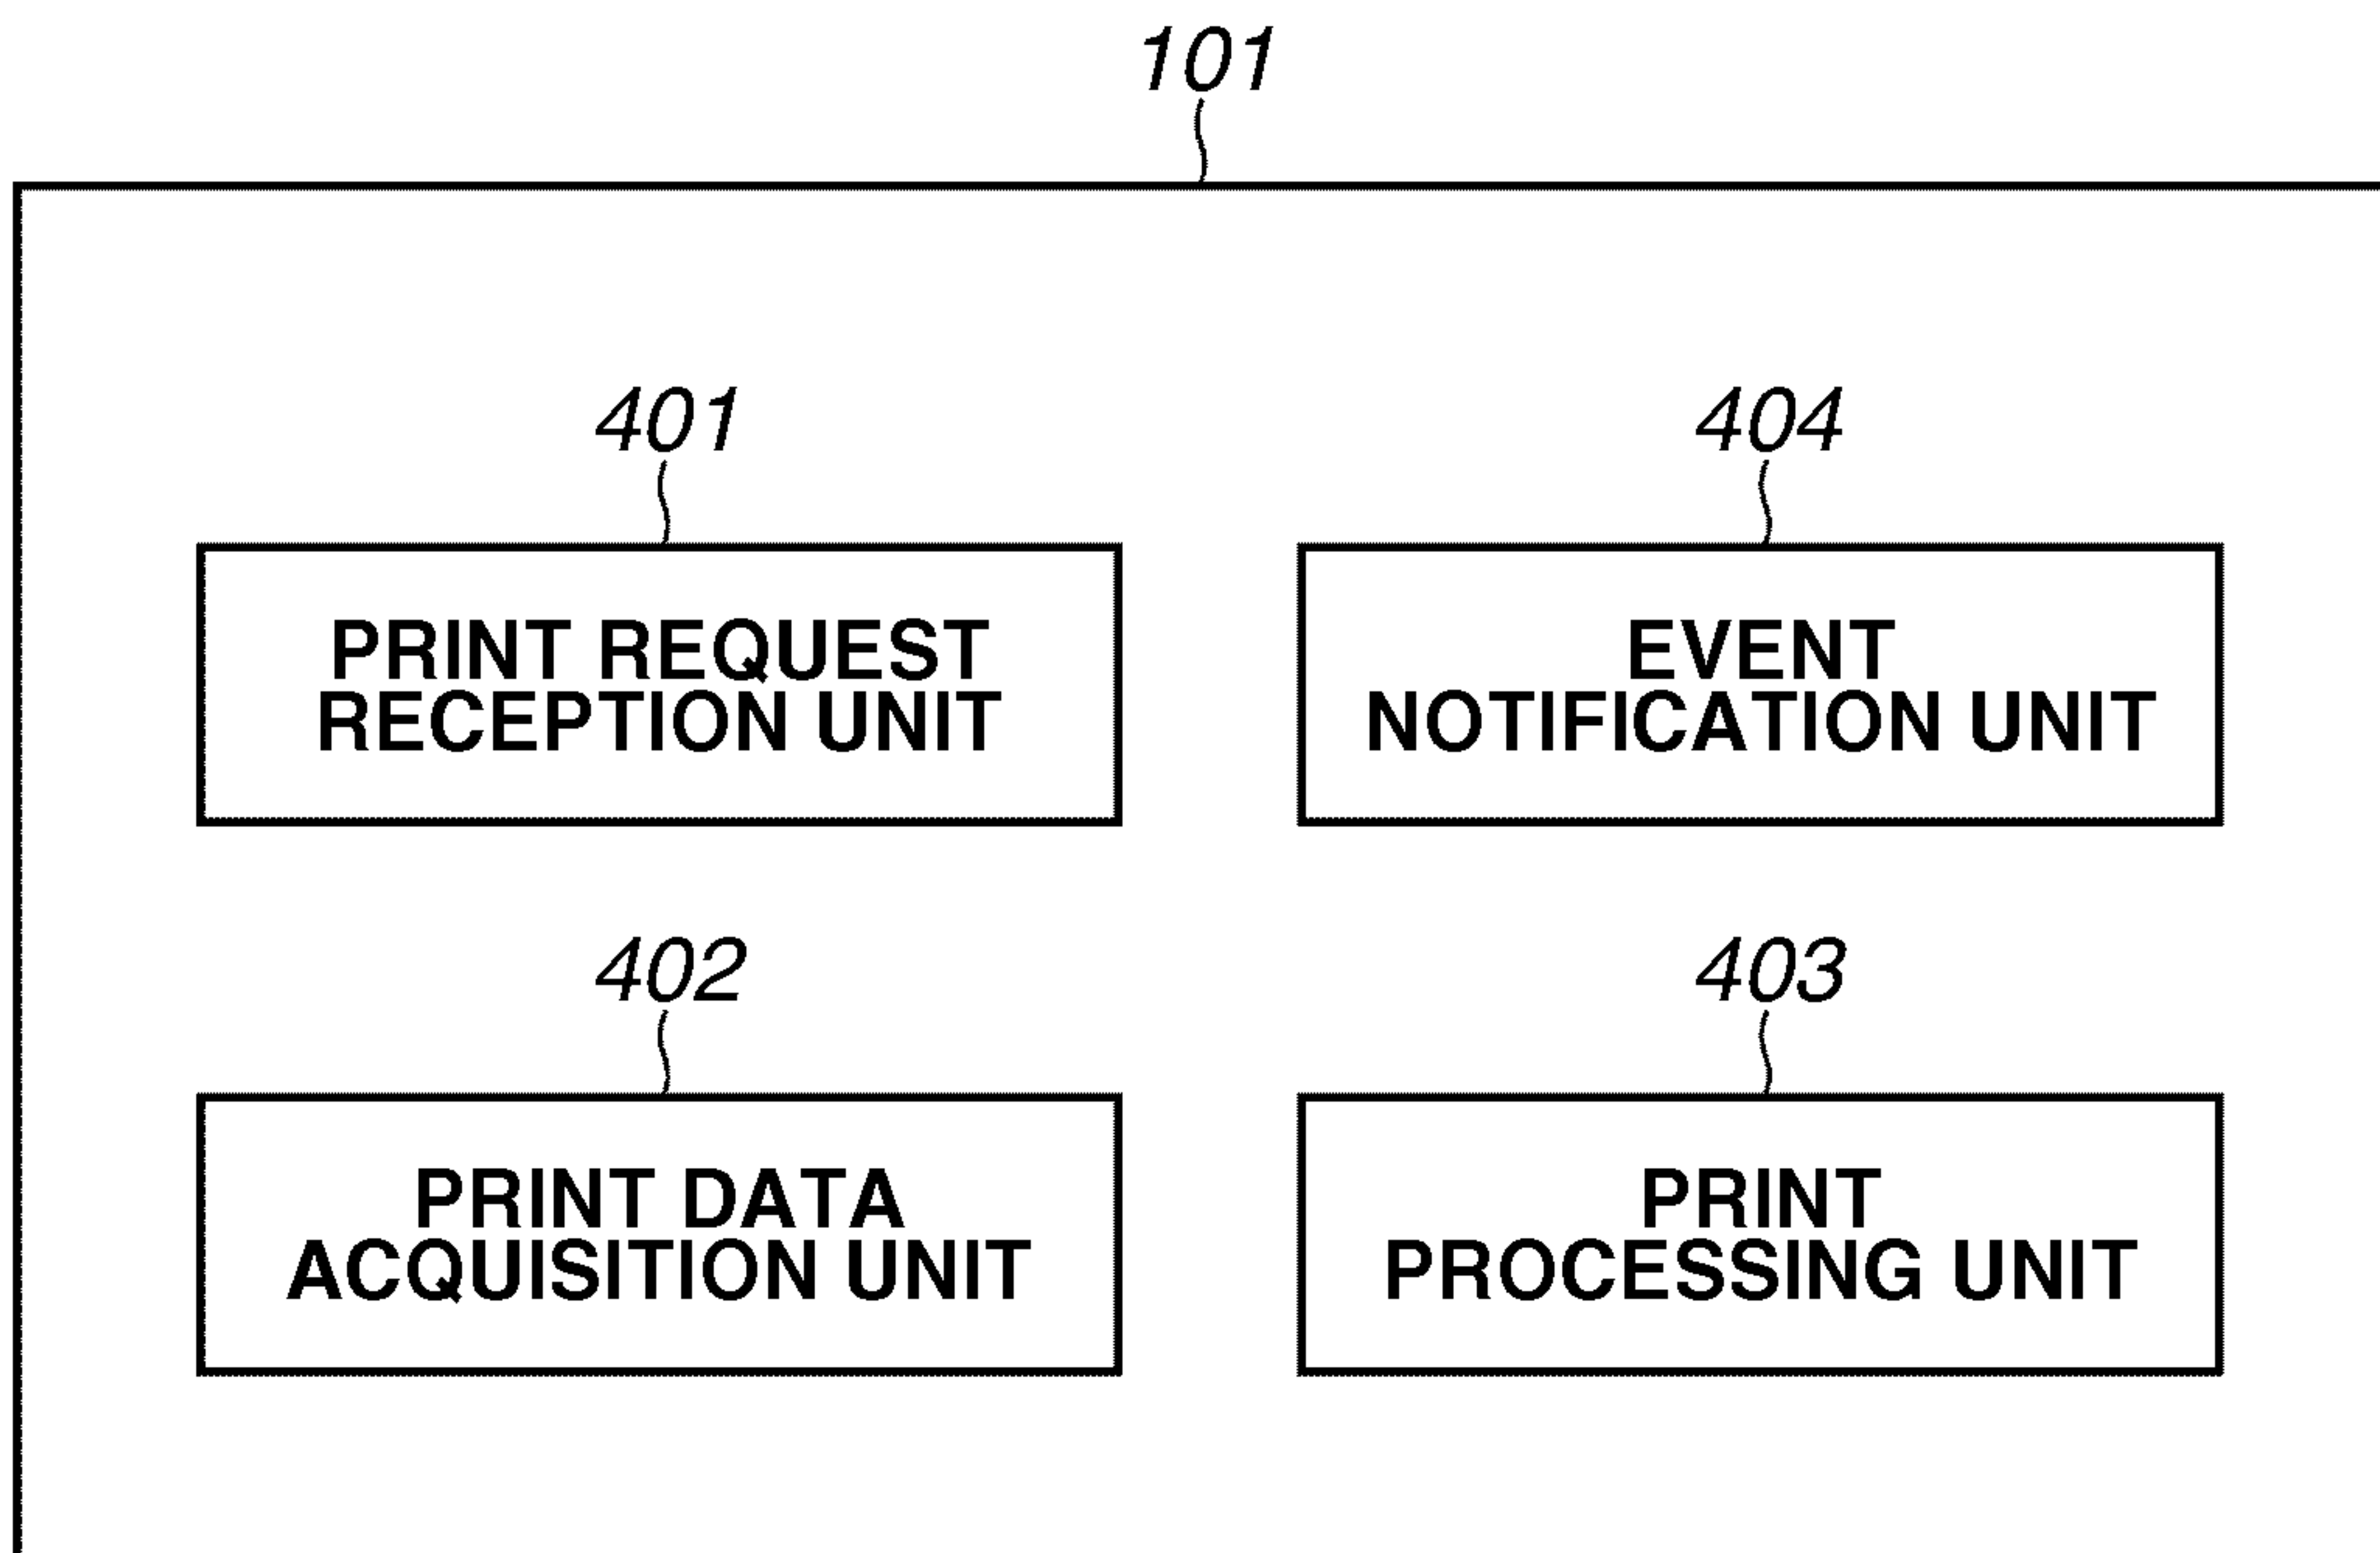 101
401
PRINT REQUEST
RECEPTION UNIT
404
EVENT
NOTIFICATION UNIT
402
PRINT DATA
ACQUISITION UNIT
403
PRINT
PROCESSING UNIT